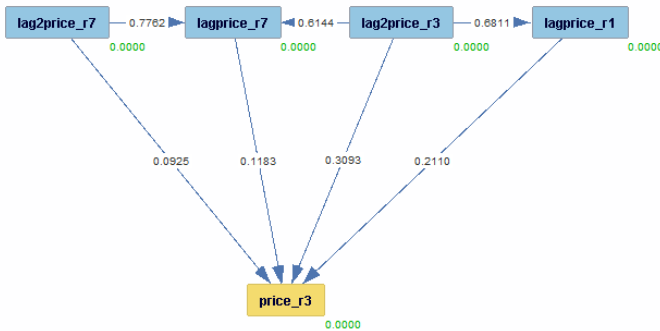 lag2price_r7 0.7762 lagprice_r7 0.6144 lag2price_r3 0.6811 lagprice_r1
0.0000 0.0000 0.0000 0.0000
0.0925 0.1183 0.3093 0.2110
price_r3
0.0000